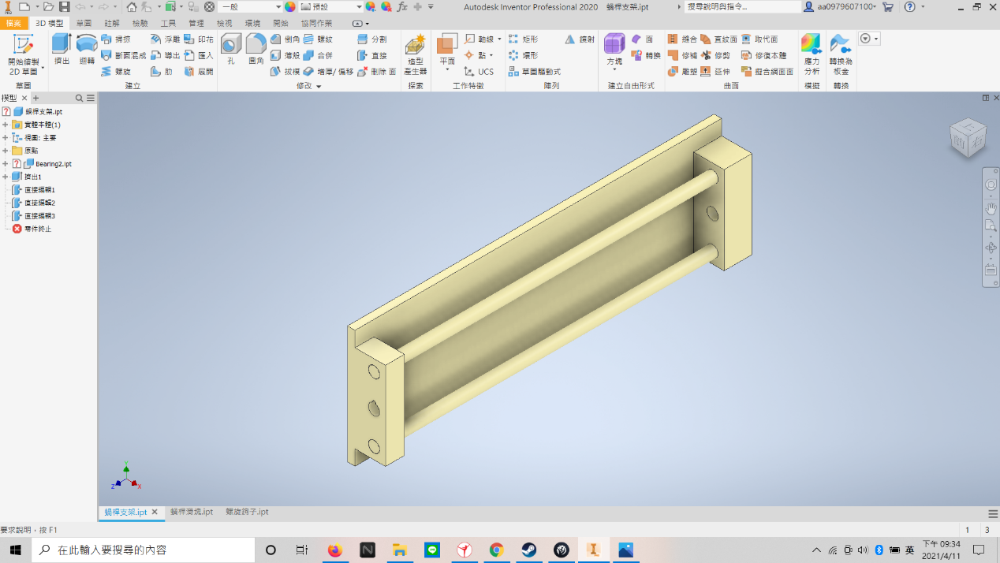 Autodesk Inventor Professional 2020 蝸桿支架.ipt
一般
預設
搜尋說明與指令...
aa0979607100
檔案 3D 模型 草圖 註解 檢驗 工具 管理 檢視 環境 開始 協同作業
開始繪製
2D 草圖
擠出
迴轉
掃掠 浮雕 印花
斷面混成 導出 匯入
螺旋 肋 展開
孔
圓角
倒角 螺紋 分割
薄殼 合併 直接
拔模 增厚/偏移 刪除 面
造型
產生器
平面
軸線
點
UCS
矩形 鏡射
環形
草圖驅動式
方塊
面
轉換
縫合 直紋面 取代面
修補 修剪 修復本體
雕塑 延伸 擬合網面面
應力
分析
轉換為
板金
草圖 建立 修改 探索 工作特徵 陣列 建立自由形式 曲面 模擬 轉換
模型
蝸桿支架.ipt
實體本體(1)
視圖: 主要
原點
Bearing2.ipt
擠出1
直接編輯1
直接編輯2
直接編輯3
零件終止
Y
Z
X
蝸桿支架.ipt 蝸桿滑塊.ipt 螺旋鉤子.ipt
要求說明，按 F1
1 3
在此輸入要搜尋的內容
英
下午 09:34
2021/4/11